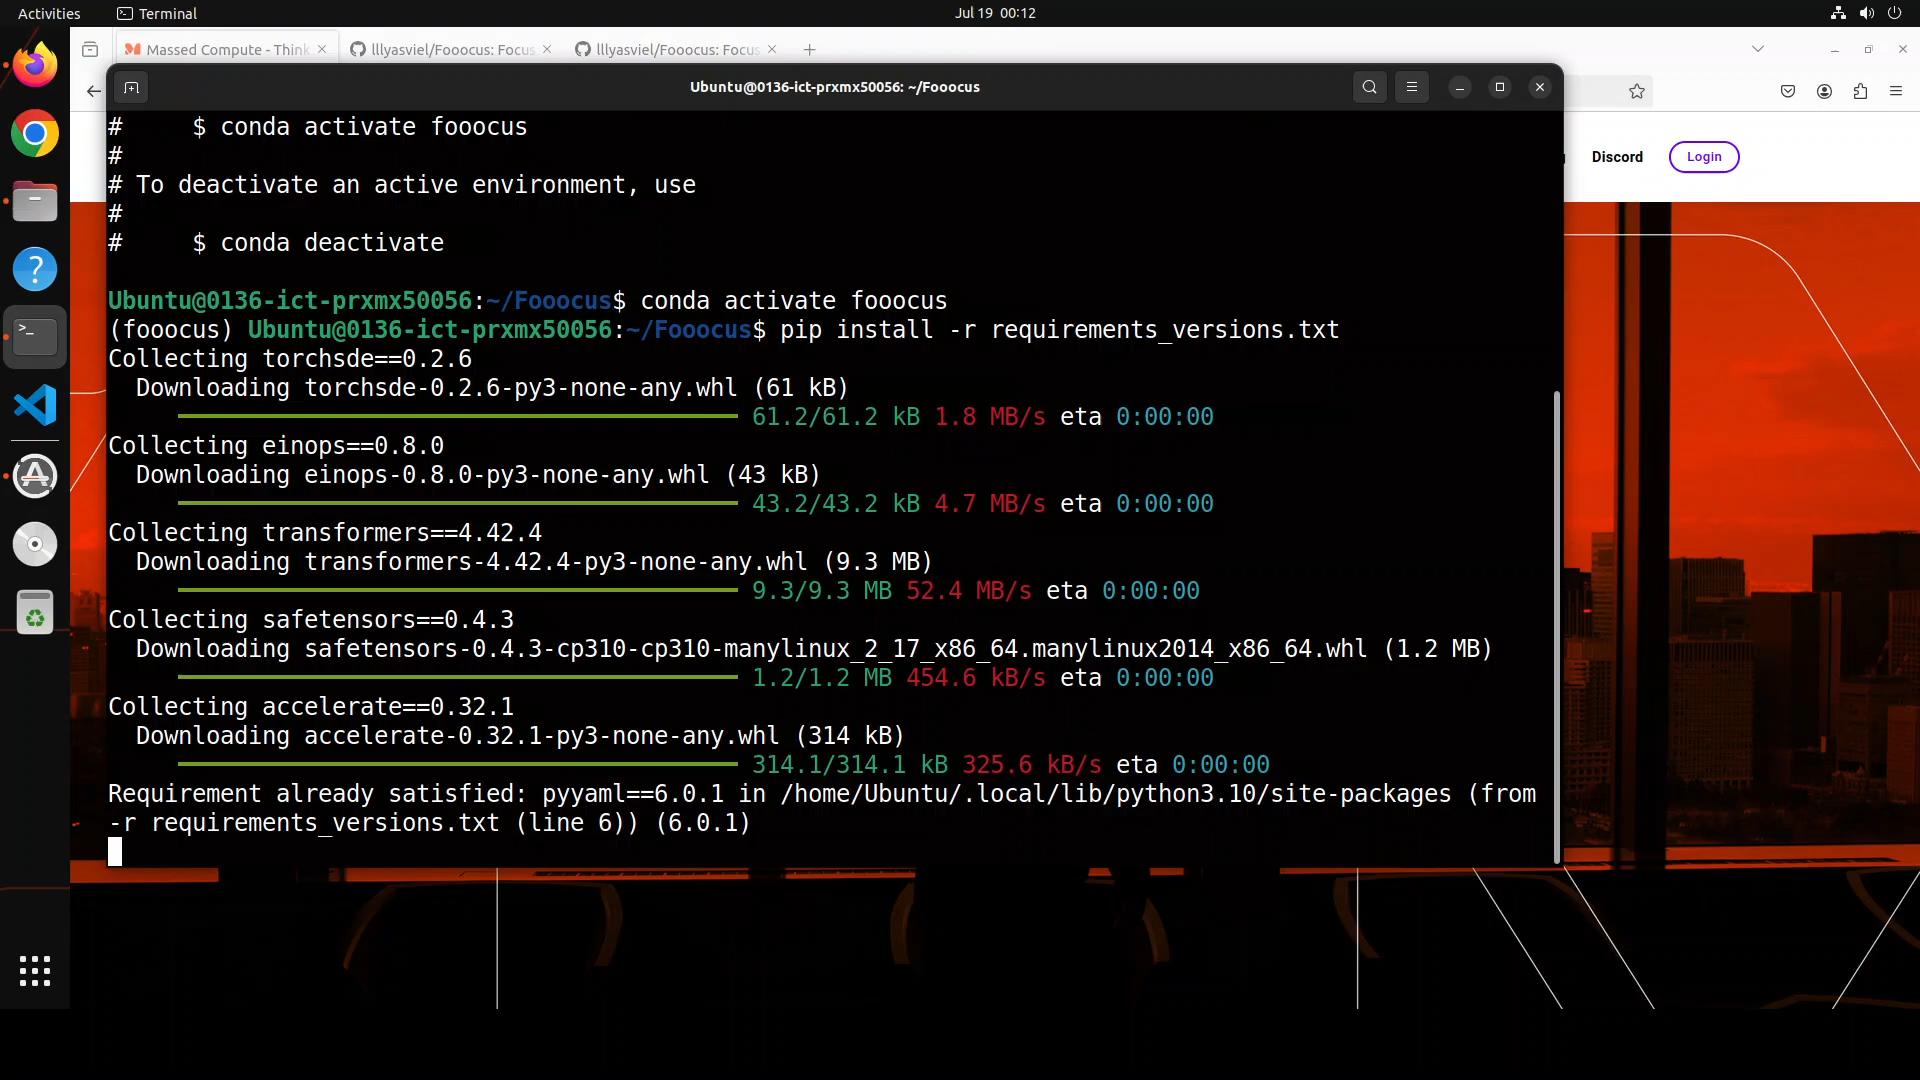 Activities
Terminal
Jul 19 00:12
Massed Compute - Think
lllyasviel/Fooocus: Focus
lllyasviel/Fooocus: Focus
Ubuntu@0136-ict-prxmx50056: ~/Fooocus
Discord
Login
#     $ conda activate fooocus
#
# To deactivate an active environment, use
#
#     $ conda deactivate
Ubuntu@0136-ict-prxmx50056:~/Fooocus$ conda activate fooocus
(fooocus) Ubuntu@0136-ict-prxmx50056:~/Fooocus$ pip install -r requirements_versions.txt
Collecting torchsde==0.2.6
  Downloading torchsde-0.2.6-py3-none-any.whl (61 kB)
61.2/61.2 kB 1.8 MB/s eta 0:00:00
Collecting einops==0.8.0
  Downloading einops-0.8.0-py3-none-any.whl (43 kB)
43.2/43.2 kB 4.7 MB/s eta 0:00:00
Collecting transformers==4.42.4
  Downloading transformers-4.42.4-py3-none-any.whl (9.3 MB)
9.3/9.3 MB 52.4 MB/s eta 0:00:00
Collecting safetensors==0.4.3
  Downloading safetensors-0.4.3-cp310-cp310-manylinux_2_17_x86_64.manylinux2014_x86_64.whl (1.2 MB)
1.2/1.2 MB 454.6 kB/s eta 0:00:00
Collecting accelerate==0.32.1
  Downloading accelerate-0.32.1-py3-none-any.whl (314 kB)
314.1/314.1 kB 325.6 kB/s eta 0:00:00
Requirement already satisfied: pyyaml==6.0.1 in /home/Ubuntu/.local/lib/python3.10/site-packages (from
-r requirements_versions.txt (line 6)) (6.0.1)